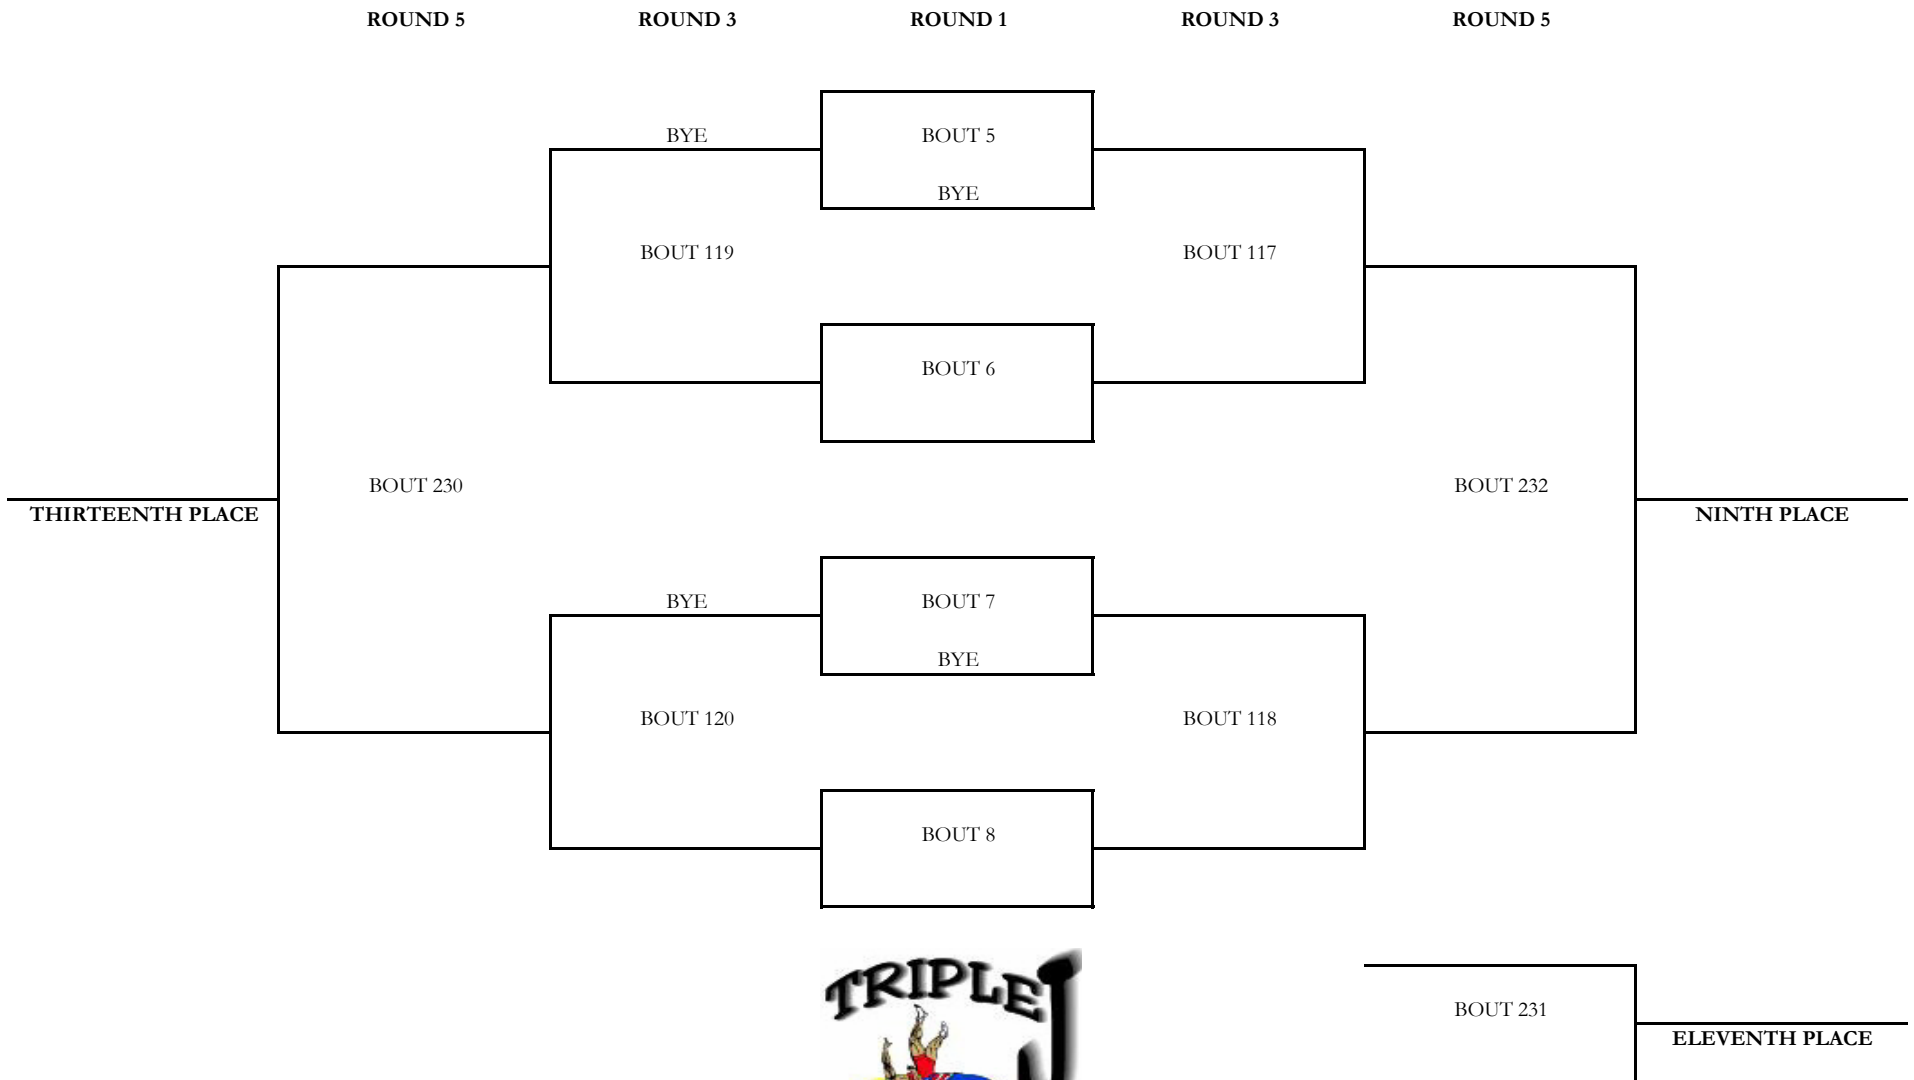 ROUND 5 ROUND 3 ROUND 1 ROUND 3 ROUND 5
BYE BOUT 5
BYE
BOUT 119 BOUT 117
BOUT 6
BOUT 230 BOUT 232
THIRTEENTH PLACE NINTH PLACE
BYE BOUT 7
BYE
BOUT 120 BOUT 118
BOUT 8
TRIPLE J
BOUT 231
ELEVENTH PLACE